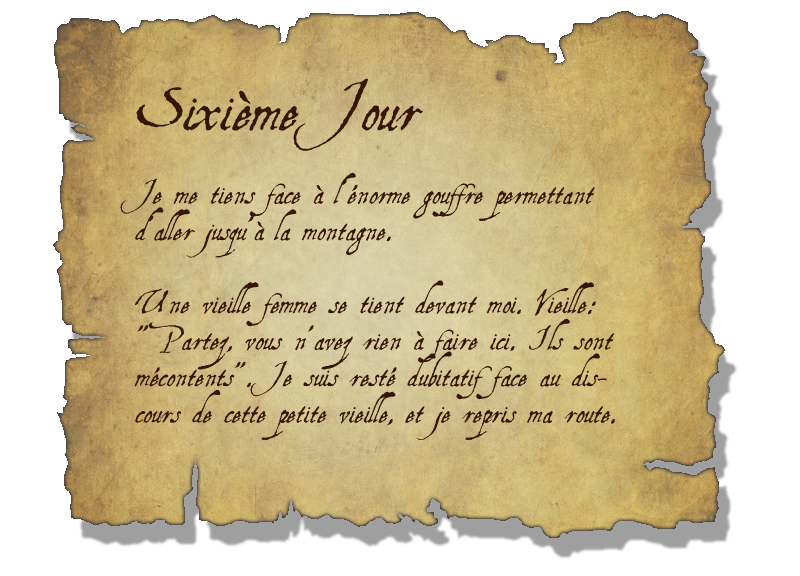 Sixième Jour
Je me tiens face à l'énorme gouffre permettant
d'aller jusqu'à la montagne.
Une vieille femme se tient devant moi. Vieille:
"Partez, vous n'avez rien à faire ici. Ils sont
mécontents". Je suis resté dubitatif face au dis-
cours de cette petite vieille, et je repris ma route.